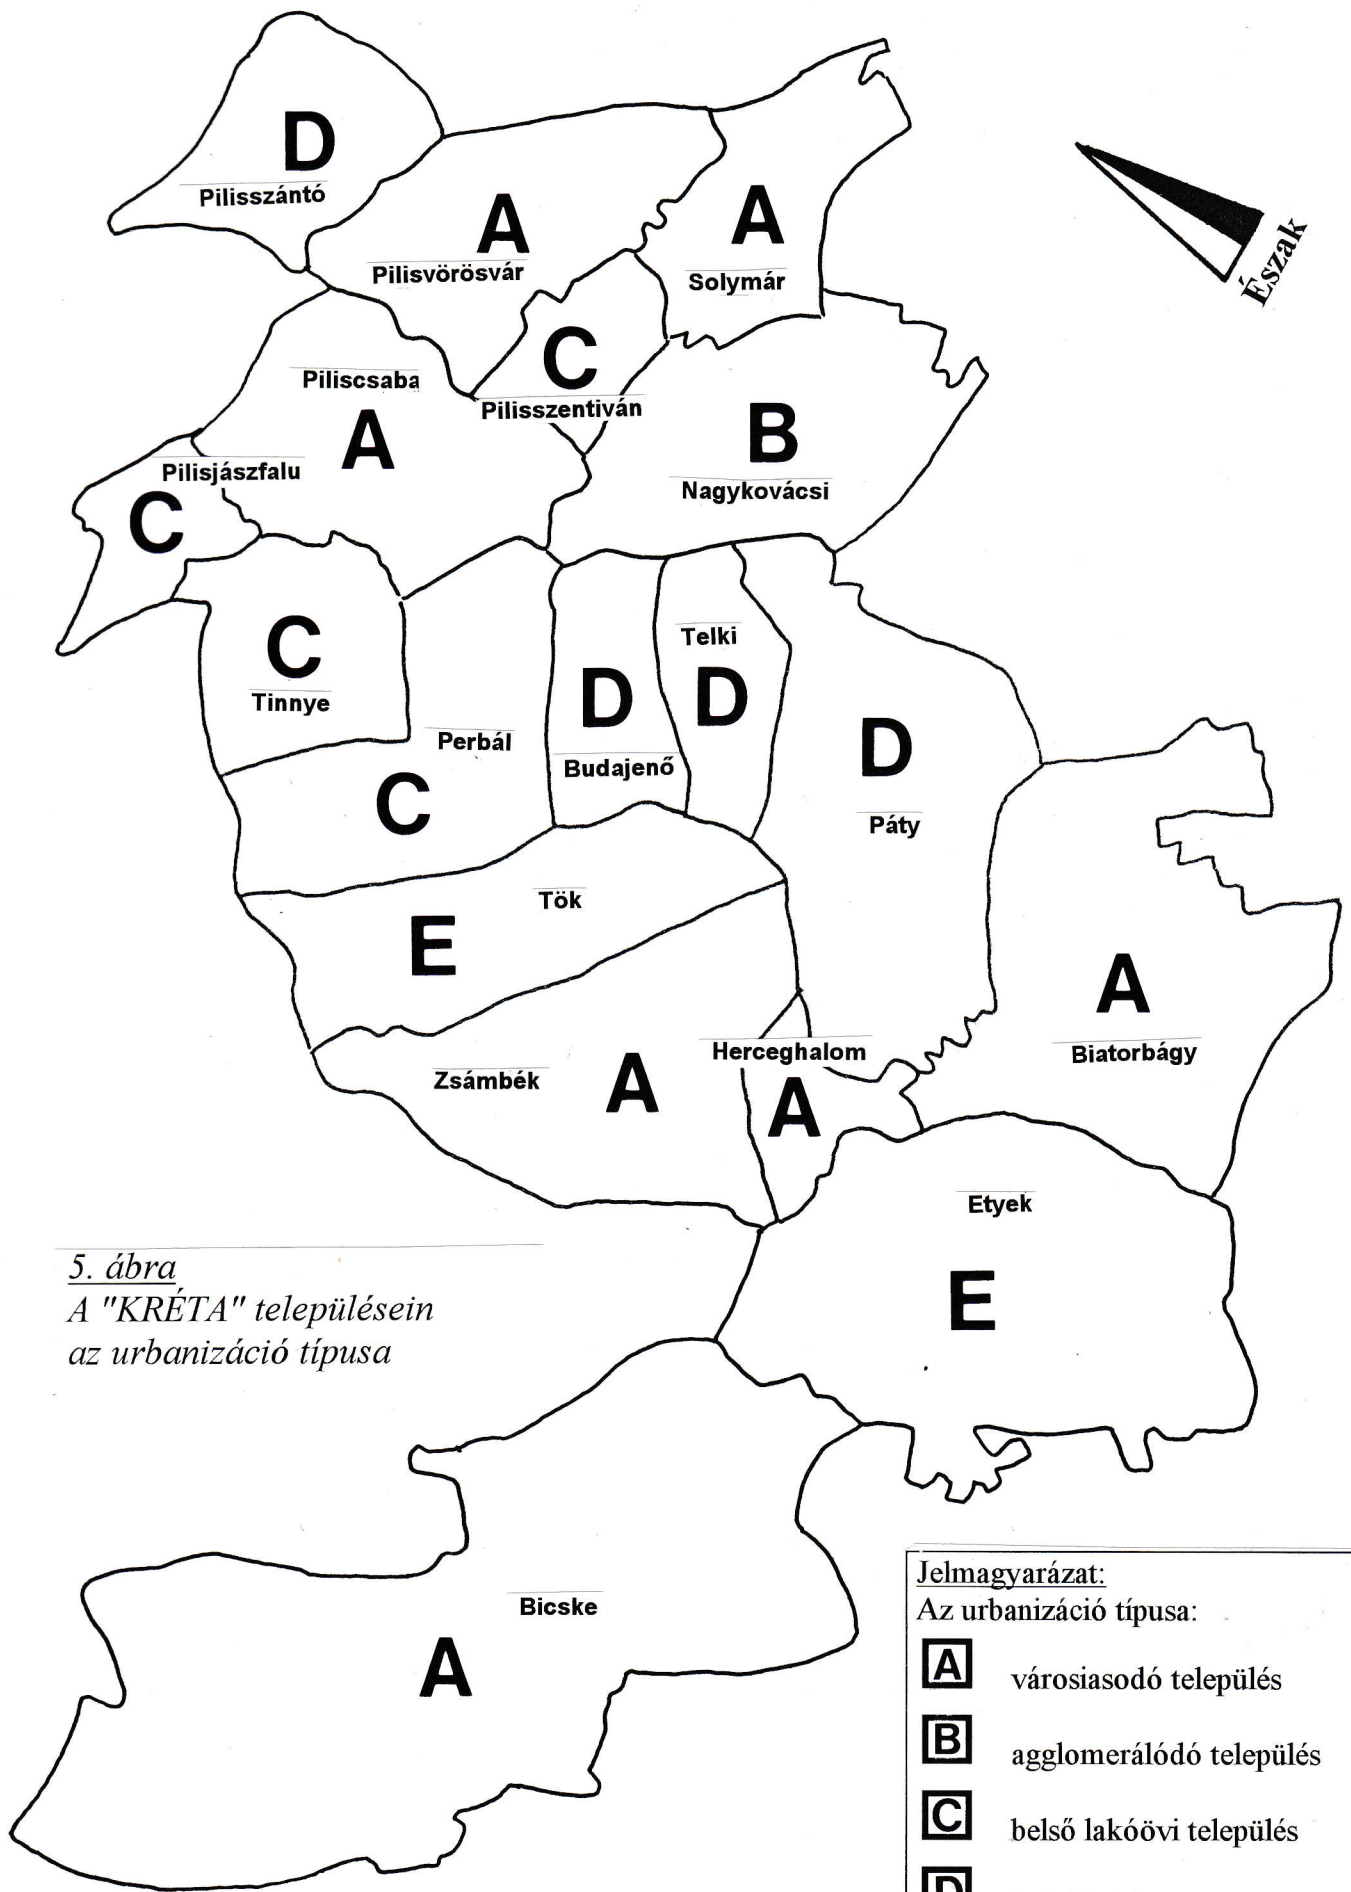 D
Pilisszántó
A
Pilisvörösvár
A
Solymár
Észak
C
Pilisszentiván
Piliscsaba
A
B
Nagykovácsi
Pilisjászfalu
C
C
Tinnye
Perbál
C
D
Budajenő
Telki
D
D
Páty
Tök
E
A
Biatorbágy
Zsámbék
A
Herceghalom
A
Etyek
E
5. ábra
A "KRÉTA" településein
az urbanizáció típusa
Bicske
A
Jelmagyarázat:
Az urbanizáció típusa:
A városiasodó település
B agglomerálódó település
C belső lakóövi település
D